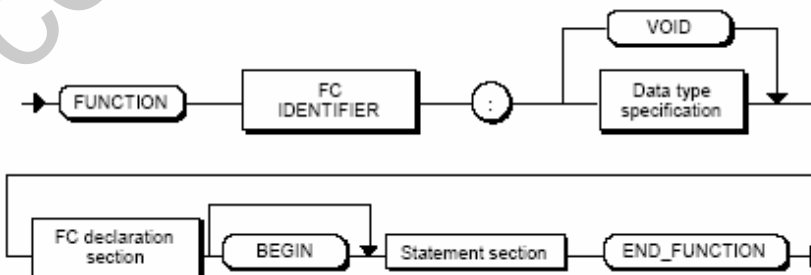 VOID
FUNCTION
FC
IDENTIFIER
:
Data type
specification
FC declaration
section
BEGIN
Statement section
END_FUNCTION